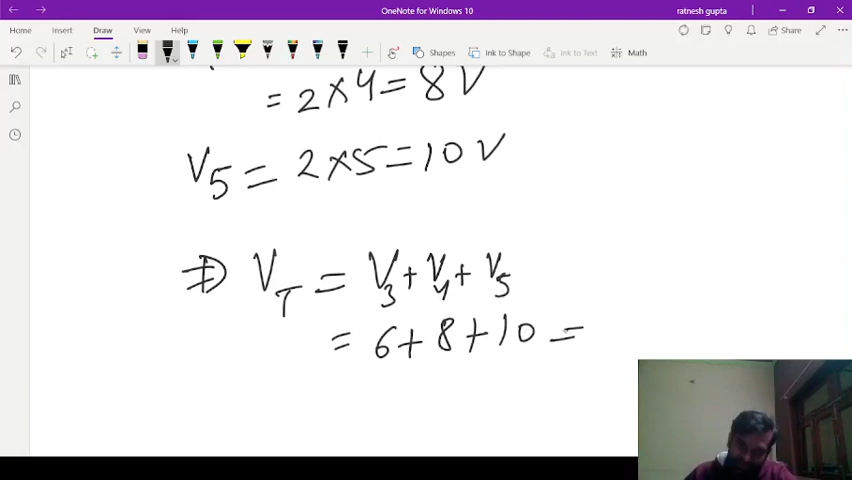 OneNote for Windows 10
ratnesh gupta
Home Insert Draw View Help
Share
Shapes Ink to Shape Ink to Text Math
= 2×4 = 8 V
V5 = 2×5 = 10 V
⇒ VT = V3 + V4 + V5
= 6 + 8 + 10 =